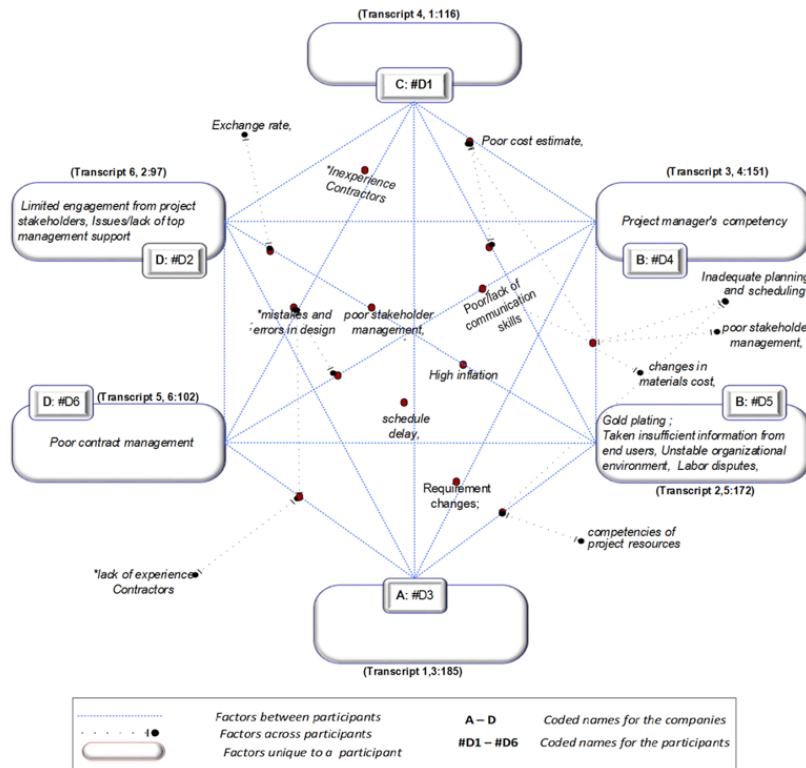 (Transcript 4, 1:116)
C: #D1
Exchange rate,
Poor cost estimate,
*Inexperience
Contractors
(Transcript 6, 2:97)
Limited engagement from project
stakeholders, Issues/lack of top
management support
D: #D2
(Transcript 3, 4:151)
Project manager's competency
B: #D4
Inadequate planning
and scheduling
*mistakes and
errors in design
poor stakeholder
management,
Poor/lack of
communication
skills
poor stakeholder
management,
changes in
materials cost,
High inflation
D: #D6
(Transcript 5, 6:102)
Poor contract management
schedule
delay,
B: #D5
Gold plating ;
Taken insufficient information from
end users, Unstable organizational
environment, Labor disputes,
(Transcript 2,5:172)
Requirement
changes;
competencies of
project resources
*lack of experience
Contractors
A: #D3
(Transcript 1,3:185)
Factors between participants
Factors across participants
Factors unique to a participant
A – D
Coded names for the companies
#D1 – #D6
Coded names for the participants